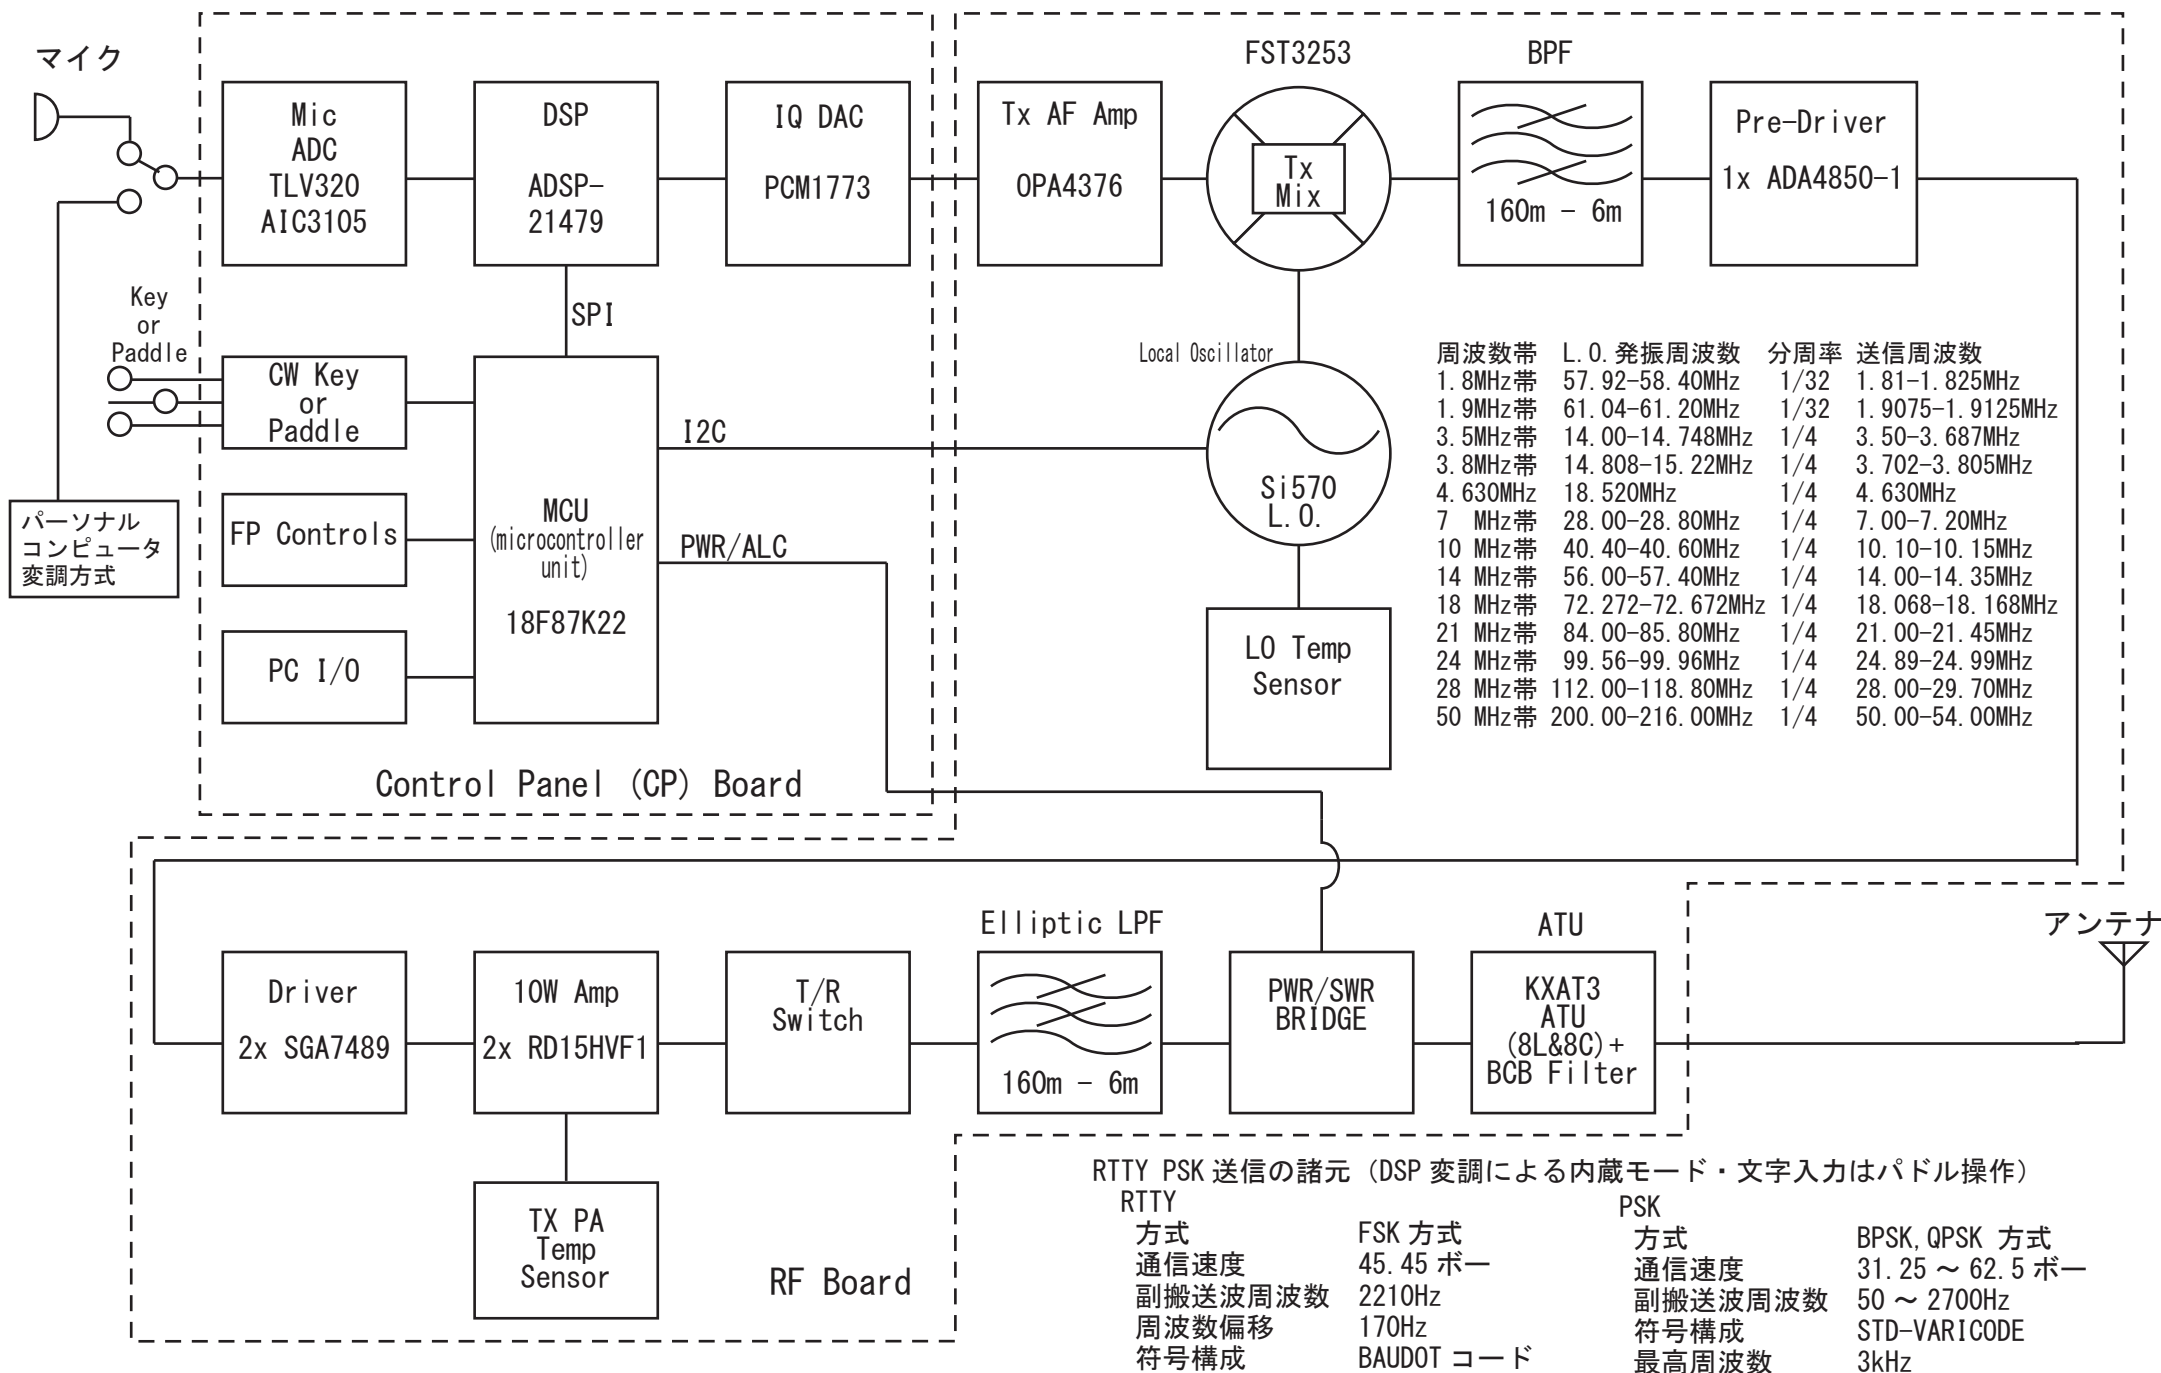 マイク
Mic
ADC
TLV320
AIC3105
DSP
ADSP-
21479
IQ DAC
PCM1773
Tx AF Amp
OPA4376
FST3253
Tx
Mix
BPF
160m - 6m
Pre-Driver
1x ADA4850-1
SPI
Key
or
Paddle
CW Key
or
Paddle
I2C
パーソナル
コンピュータ
変調方式
FP Controls
MCU
(microcontroller
unit)
18F87K22
PWR/ALC
PC I/O
Control Panel (CP) Board
Local Oscillator
Si570
L.O.
LO Temp
Sensor
周波数帯 L.O.発振周波数 分周率 送信周波数
1.8MHz帯 57.92-58.40MHz 1/32 1.81-1.825MHz
1.9MHz帯 61.04-61.20MHz 1/32 1.9075-1.9125MHz
3.5MHz帯 14.00-14.748MHz 1/4 3.50-3.687MHz
3.8MHz帯 14.808-15.22MHz 1/4 3.702-3.805MHz
4.630MHz 18.520MHz 1/4 4.630MHz
7 MHz帯 28.00-28.80MHz 1/4 7.00-7.20MHz
10 MHz帯 40.40-40.60MHz 1/4 10.10-10.15MHz
14 MHz帯 56.00-57.40MHz 1/4 14.00-14.35MHz
18 MHz帯 72.272-72.672MHz 1/4 18.068-18.168MHz
21 MHz帯 84.00-85.80MHz 1/4 21.00-21.45MHz
24 MHz帯 99.56-99.96MHz 1/4 24.89-24.99MHz
28 MHz帯 112.00-118.80MHz 1/4 28.00-29.70MHz
50 MHz帯 200.00-216.00MHz 1/4 50.00-54.00MHz
Driver
2x SGA7489
10W Amp
2x RD15HVF1
T/R
Switch
Elliptic LPF
160m - 6m
PWR/SWR
BRIDGE
ATU
KXAT3
ATU
(8L&8C)+
BCB Filter
アンテナ
TX PA
Temp
Sensor
RF Board
RTTY PSK 送信の諸元（DSP 変調による内蔵モード・文字入力はパドル操作）
RTTY
方式 FSK 方式
通信速度 45.45 ボー
副搬送波周波数 2210Hz
周波数偏移 170Hz
符号構成 BAUDOT コード
PSK
方式 BPSK,QPSK 方式
通信速度 31.25 ～ 62.5 ボー
副搬送波周波数 50 ～ 2700Hz
符号構成 STD-VARICODE
最高周波数 3kHz